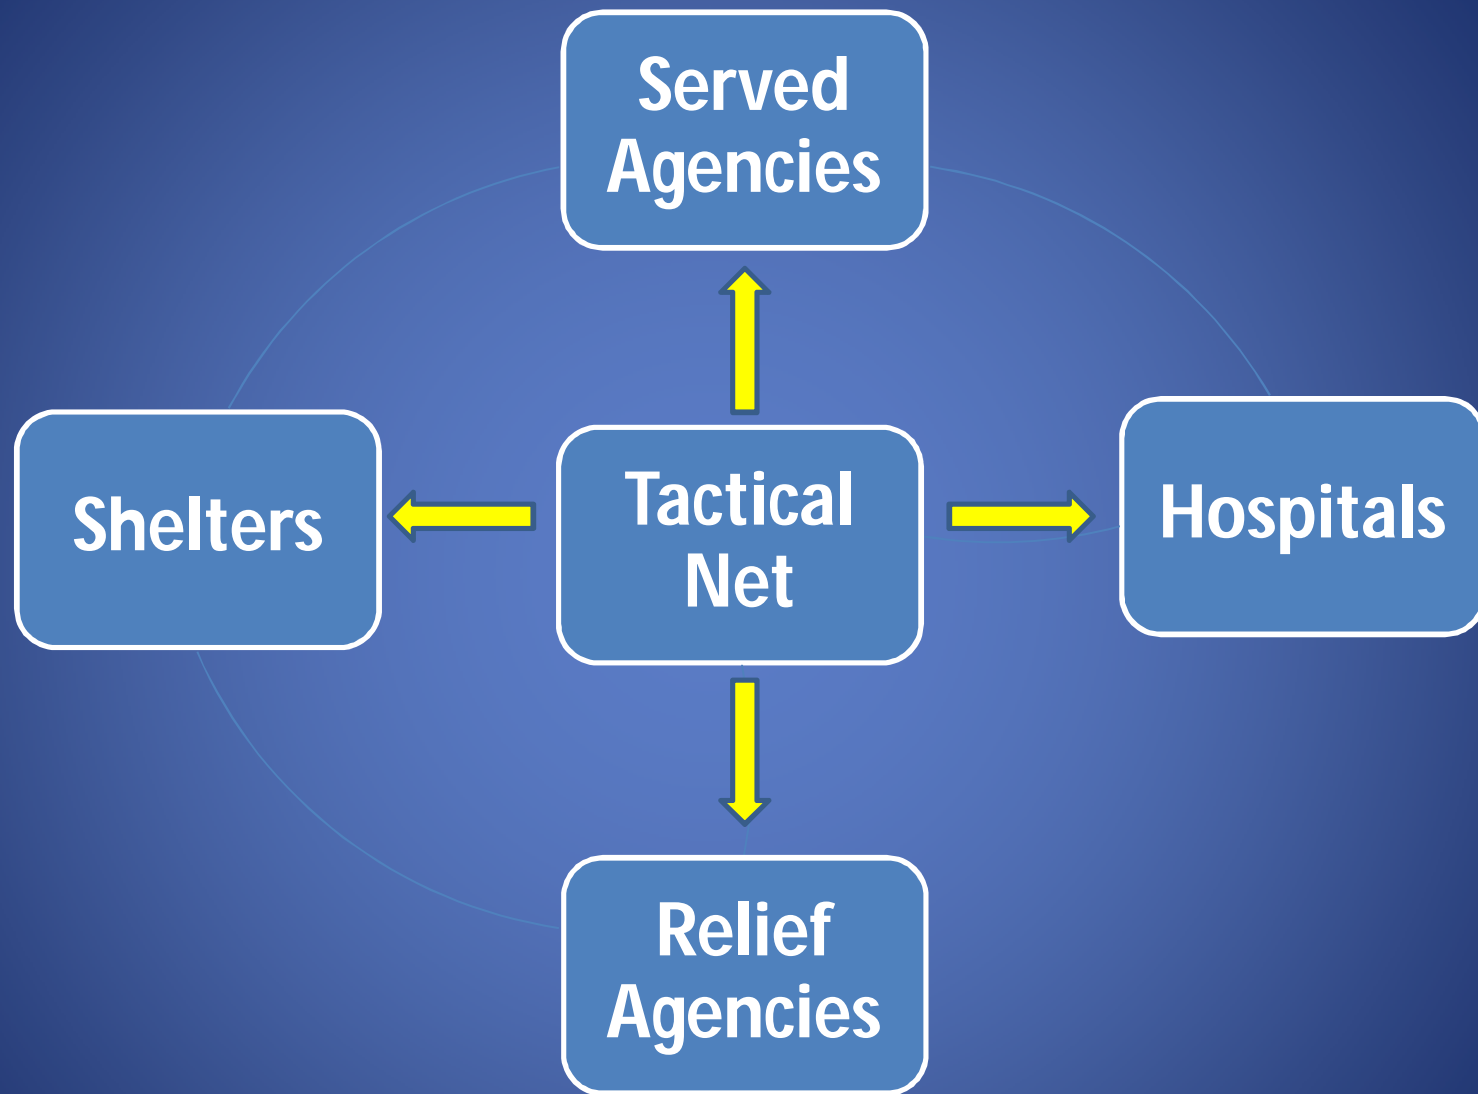 Served
Agencies
Shelters
Tactical
Net
Hospitals
Relief
Agencies